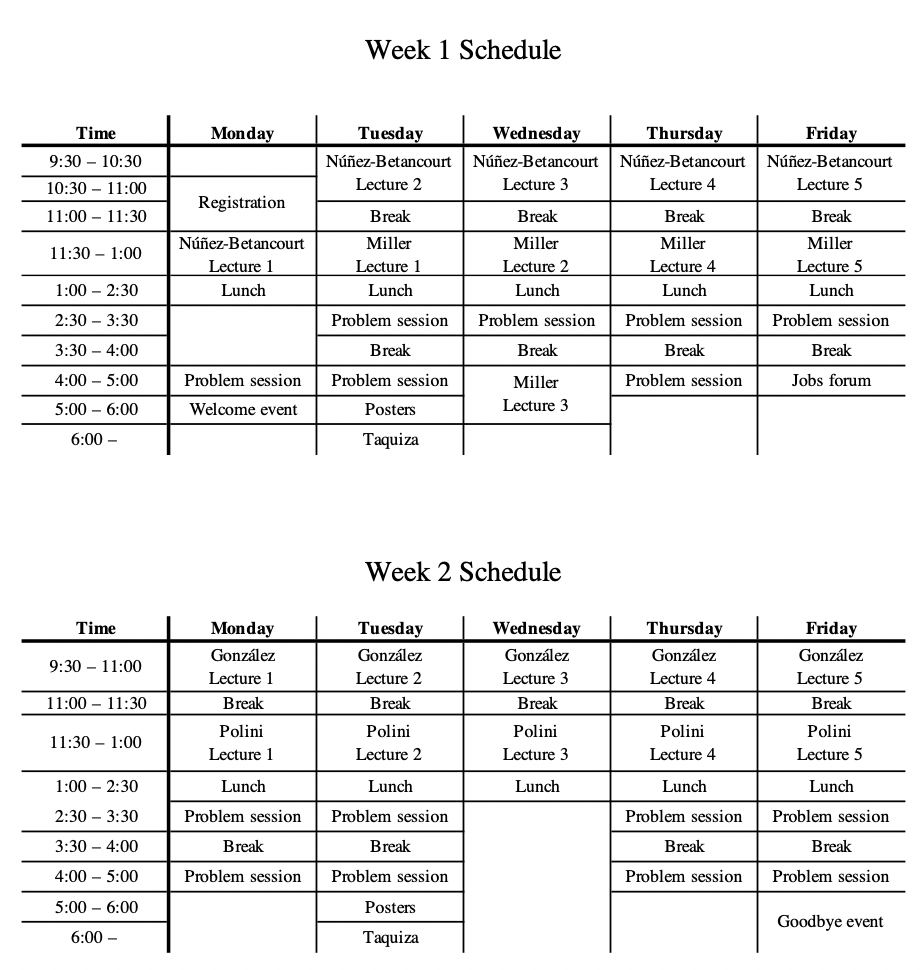 Week 1 Schedule
Time Monday Tuesday Wednesday Thursday Friday
9:30 – 10:30 Núñez-Betancourt Núñez-Betancourt Núñez-Betancourt Núñez-Betancourt
10:30 – 11:00 Lecture 2 Lecture 3 Lecture 4 Lecture 5
Registration
11:00 – 11:30 Break Break Break Break
Núñez-Betancourt Miller Miller Miller Miller
11:30 – 1:00
Lecture 1 Lecture 1 Lecture 2 Lecture 4 Lecture 5
1:00 – 2:30 Lunch Lunch Lunch Lunch Lunch
2:30 – 3:30 Problem session Problem session Problem session Problem session
3:30 – 4:00 Break Break Break Break
4:00 – 5:00 Problem session Problem session Miller Problem session Jobs forum
5:00 – 6:00 Welcome event Posters Lecture 3
6:00 – Taquiza
Week 2 Schedule
Time Monday Tuesday Wednesday Thursday Friday
González González González González González
9:30 – 11:00
Lecture 1 Lecture 2 Lecture 3 Lecture 4 Lecture 5
11:00 – 11:30 Break Break Break Break Break
Polini Polini Polini Polini Polini
11:30 – 1:00
Lecture 1 Lecture 2 Lecture 3 Lecture 4 Lecture 5
1:00 – 2:30 Lunch Lunch Lunch Lunch Lunch
2:30 – 3:30 Problem session Problem session Problem session Problem session
3:30 – 4:00 Break Break Break Break
4:00 – 5:00 Problem session Problem session Problem session Problem session
5:00 – 6:00 Posters
Goodbye event
6:00 – Taquiza